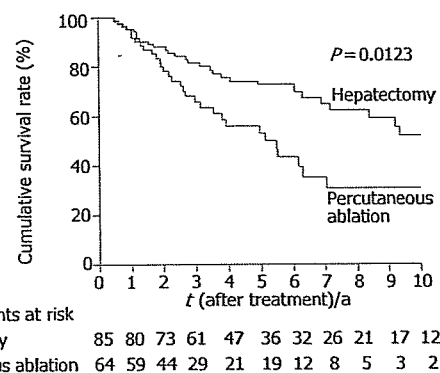 Cumulative survival rate (%)
100
80
60
40
20
0
P=0.0123
Hepatectomy
Percutaneous
ablation
0 1 2 3 4 5 6 7 8 9 10
t (after treatment)/a
nts at risk
y 85 80 73 61 47 36 32 26 21 17 12
us ablation 64 59 44 29 21 19 12 8 5 3 2